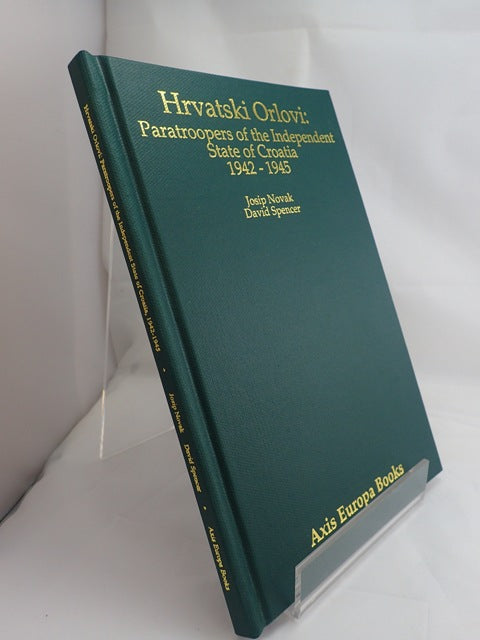 Hrvatski Orlovi:
Paratroopers of the Independent
State of Croatia
1942 - 1945
Josip Novak
David Spencer
Axis Europa Books
Hrvatski Orlovi: Paratroopers of the Independent State of Croatia, 1942-1945 • Josip Novak David Spencer • Axis Europa Books